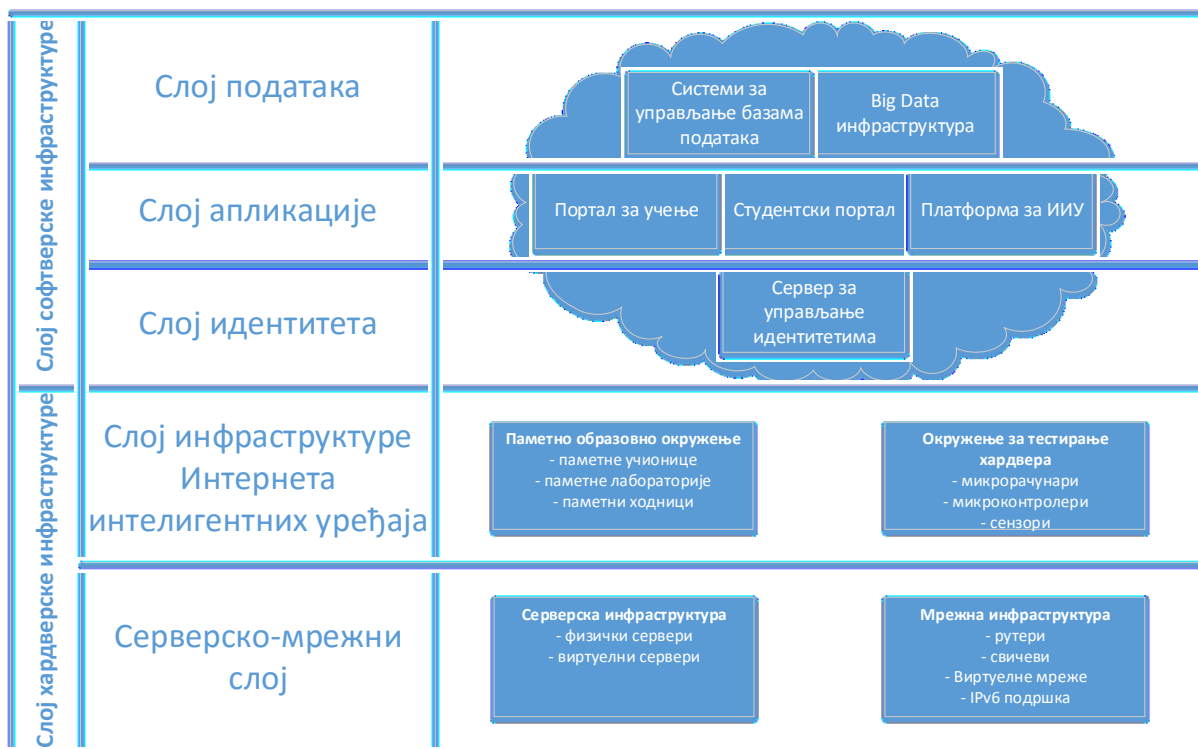 Слој софтверске инфраструктуре
Слој података
Системи за
управљање базама
података
Big Data
инфраструктура
Слој апликације
Портал за учење
Студентски портал
Платформа за ИИУ
Слој идентитета
Сервер за
управљање
идентитетима
Слој хардверске инфраструктуре
Слој инфраструктуре
Интернета
интелигентних уређаја
Паметно образовно окружење
- паметне учионице
- паметне лабораторије
- паметни ходници
Окружење за тестирање
хардвера
- микрорачунари
- микроконтролери
- сензори
Серверско-мрежни
слој
Серверска инфраструктура
- физички сервери
- виртуелни сервери
Мрежна инфраструктура
- рутери
- свичеви
- Виртуелне мреже
- IPv6 подршка